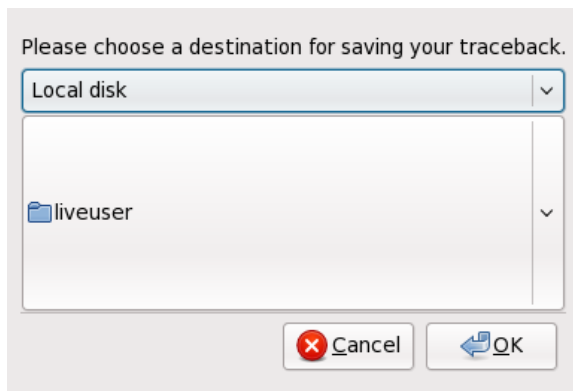 Please choose a destination for saving your traceback.
Local disk
liveuser
Cancel
OK